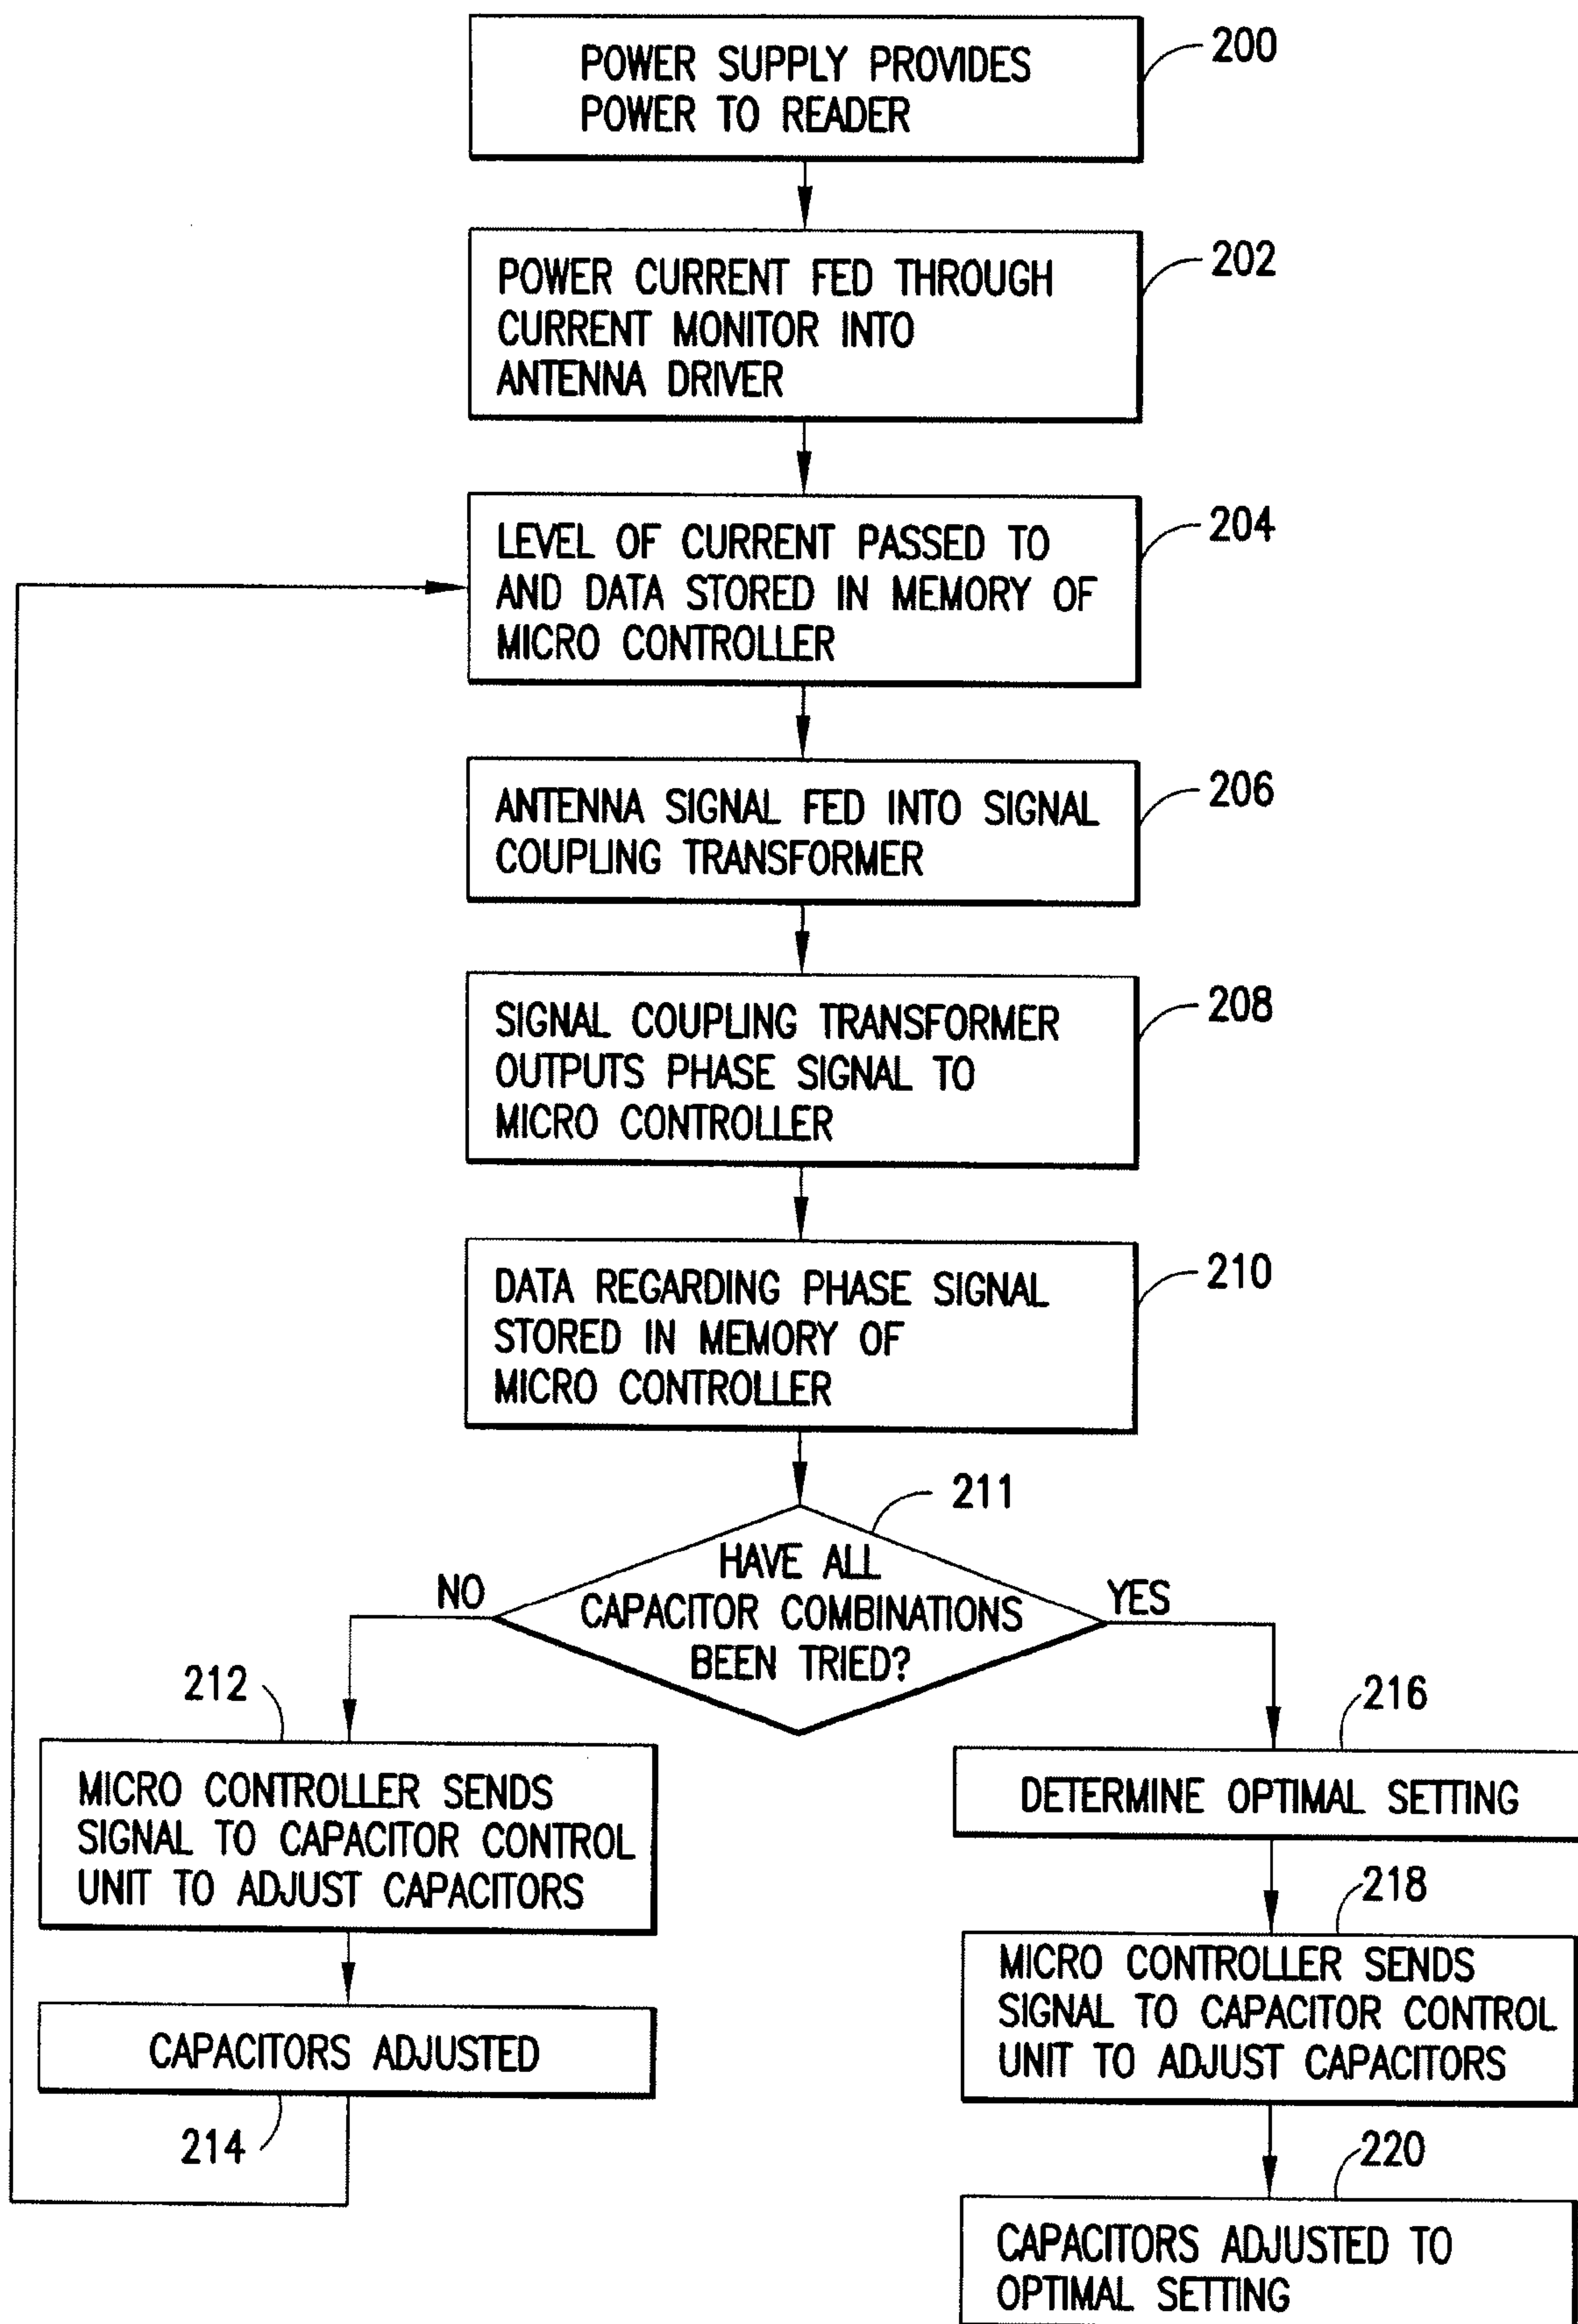 POWER SUPPLY PROVIDES
POWER TO READER
200
POWER CURRENT FED THROUGH
CURRENT MONITOR INTO
ANTENNA DRIVER
202
LEVEL OF CURRENT PASSED TO
AND DATA STORED IN MEMORY OF
MICRO CONTROLLER
204
ANTENNA SIGNAL FED INTO SIGNAL
COUPLING TRANSFORMER
206
SIGNAL COUPLING TRANSFORMER
OUTPUTS PHASE SIGNAL TO
MICRO CONTROLLER
208
DATA REGARDING PHASE SIGNAL
STORED IN MEMORY OF
MICRO CONTROLLER
210
211
HAVE ALL
CAPACITOR COMBINATIONS
BEEN TRIED?
NO
YES
212
MICRO CONTROLLER SENDS
SIGNAL TO CAPACITOR CONTROL
UNIT TO ADJUST CAPACITORS
CAPACITORS ADJUSTED
214
216
DETERMINE OPTIMAL SETTING
218
MICRO CONTROLLER SENDS
SIGNAL TO CAPACITOR CONTROL
UNIT TO ADJUST CAPACITORS
220
CAPACITORS ADJUSTED TO
OPTIMAL SETTING